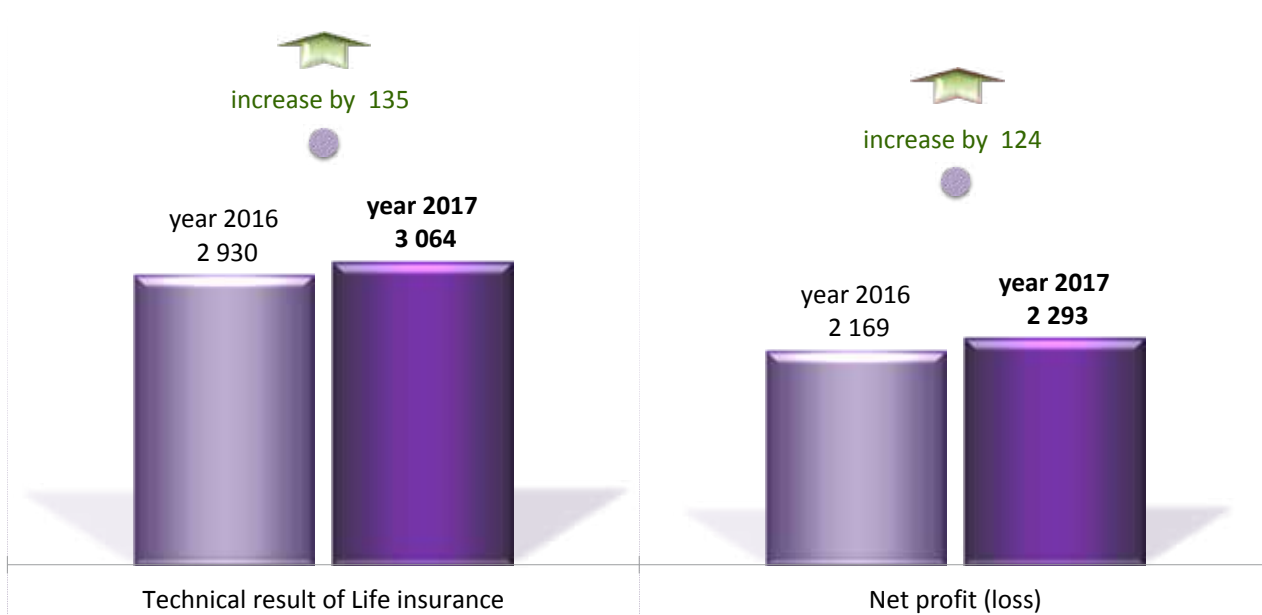 increase by  135
year 2016
2 930
year 2017
3 064
Technical result of Life insurance
increase by  124
year 2016
2 169
year 2017
2 293
Net profit (loss)